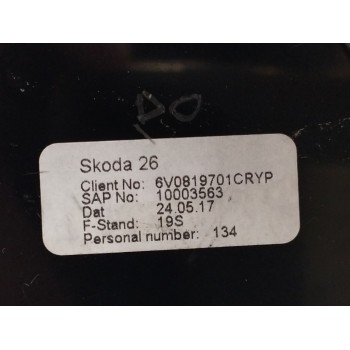 Skoda 26
Client No: 6V0819701CRYP
SAP No: 10003563
Dat 24.05.17
F-Stand: 19S
Personal number: 134